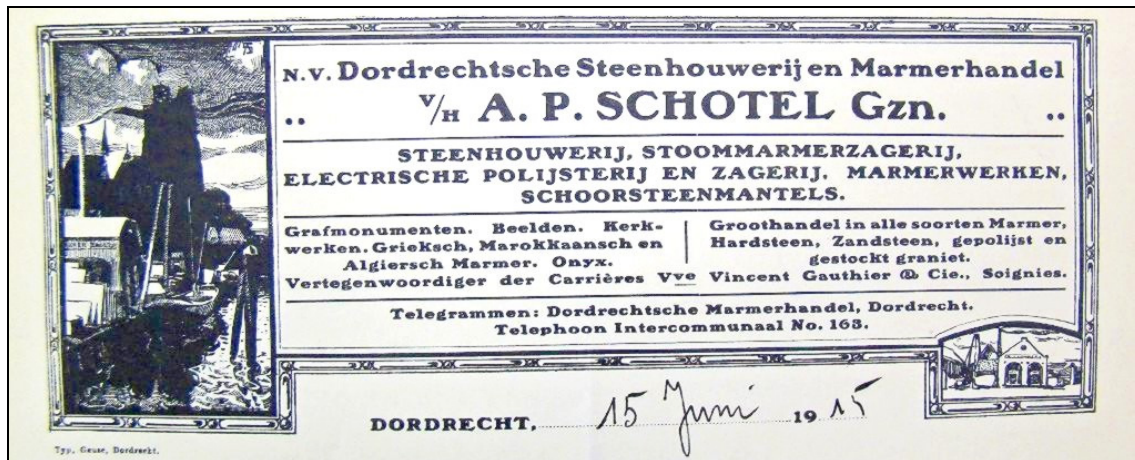 N.V. Dordrechtsche Steenhouwerij en Marmerhandel
.. V/H A. P. SCHOTEL Gzn. ..
STEENHOUWERIJ, STOOMMARMERZAGERIJ,
ELECTRISCHE POLIJSTERIJ EN ZAGERIJ. MARMERWERKEN,
SCHOORSTEENMANTELS.
Grafmonumenten. Beelden. Kerk-
werken. Grieksch, Marokkaansch en
Algiersch Marmer. Onyx.
Groothandel in alle soorten Marmer,
Hardsteen, Zandsteen, gepolijst en
gestockt graniet.
Vertegenwoordiger der Carrières Vve Vincent Gauthier & Cie., Soignies.
Telegrammen: Dordrechtsche Marmerhandel, Dordrecht.
Telephoon Intercommunaal No. 163.
DORDRECHT, 15 Juni 1915
Typ. Geuze, Dordrecht.